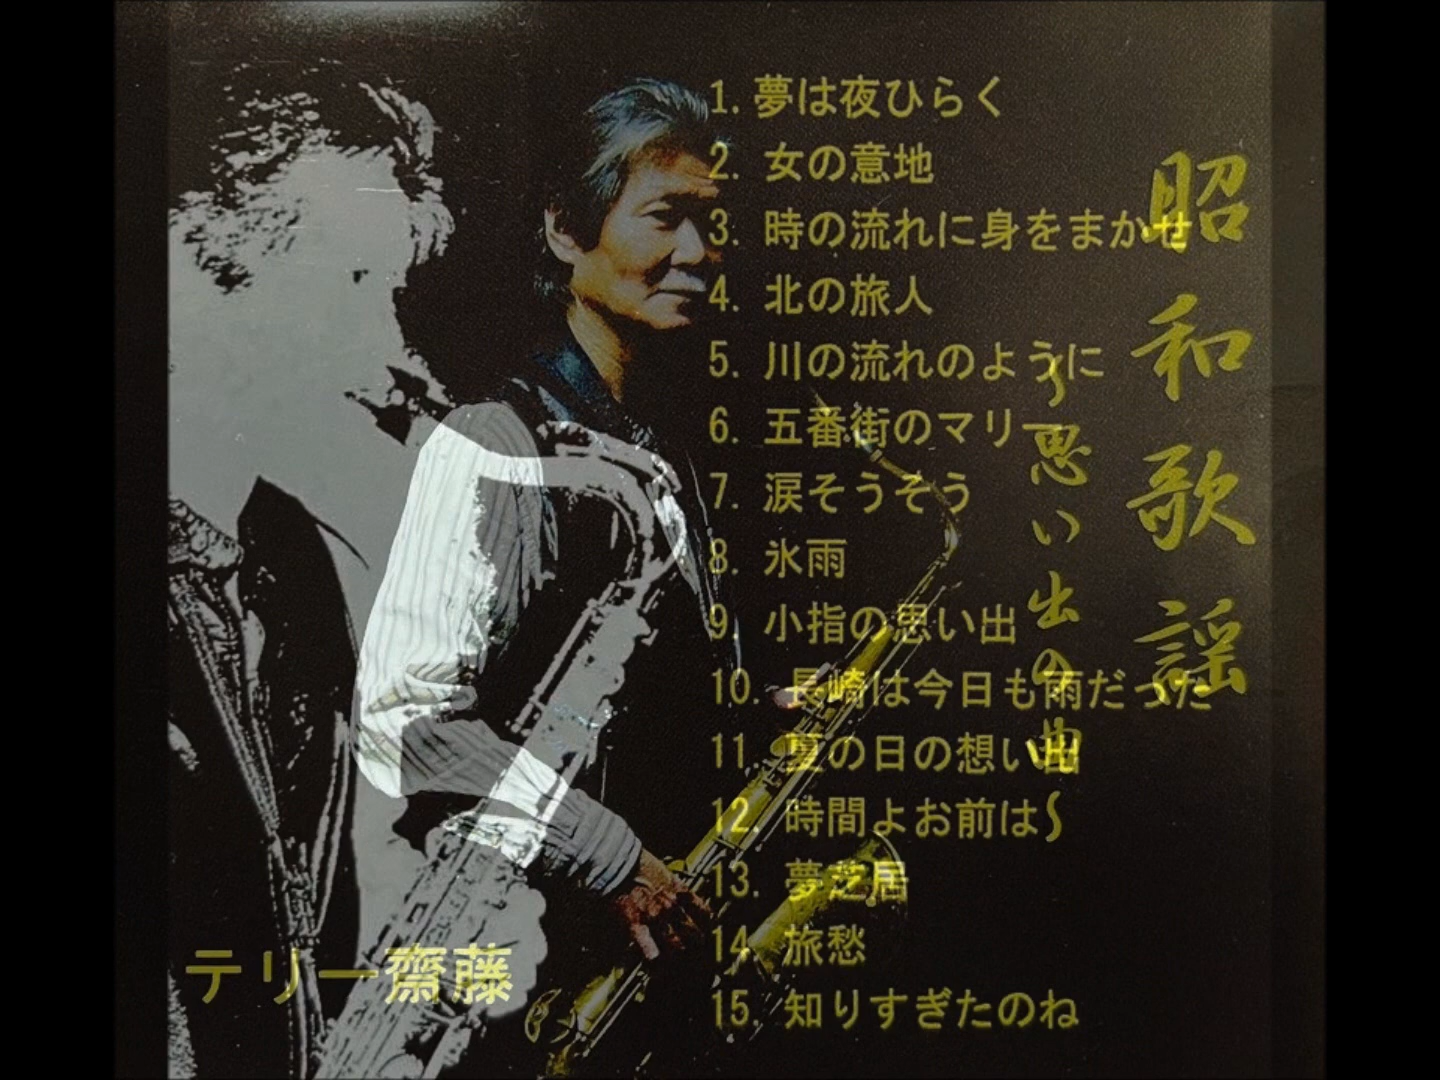 1. 夢は夜ひらく
2. 女の意地
3. 時の流れに身をまかせ
4. 北の旅人
5. 川の流れのように
6. 五番街のマリー
7. 涙そうそう
8. 氷雨
9. 小指の思い出
10. 長崎は今日も雨だった
11. 夏の日の想い出
12. 時間よお前は
13. 夢芝居
14. 旅愁
15. 知りすぎたのね
昭和歌謡
~思い出の曲~
テリー齋藤